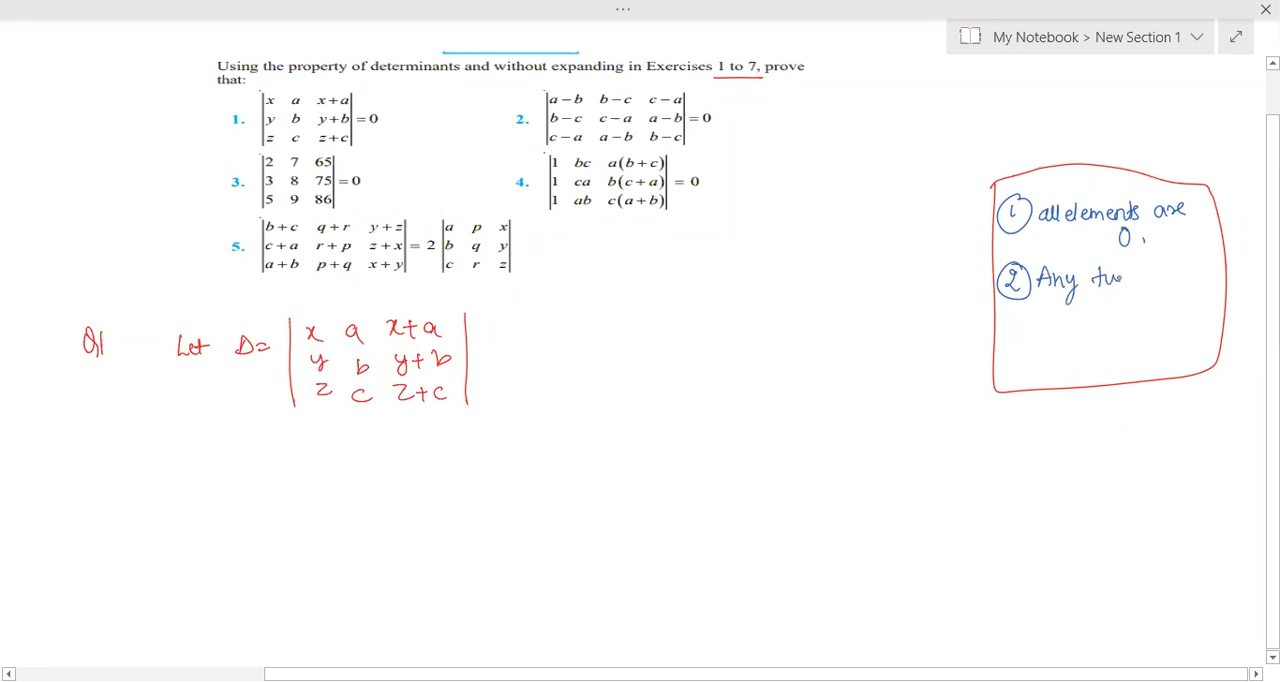 ...
My Notebook > New Section 1
Using the property of determinants and without expanding in Exercises 1 to 7, prove
that:
1. |x a x+a|
|y b y+b| = 0
|z c z+c|
2. |a−b b−c c−a|
|b−c c−a a−b| = 0
|c−a a−b b−c|
3. |2 7 65|
|3 8 75| = 0
|5 9 86|
4. |1 bc a(b+c)|
|1 ca b(c+a)| = 0
|1 ab c(a+b)|
5. |b+c q+r y+z| |a p x|
|c+a r+p z+x| = 2 |b q y|
|a+b p+q x+y| |c r z|
Q1 Let Δ = |x a x+a|
|y b y+b|
|z c z+c|
① all elements are
0,
② Any tw